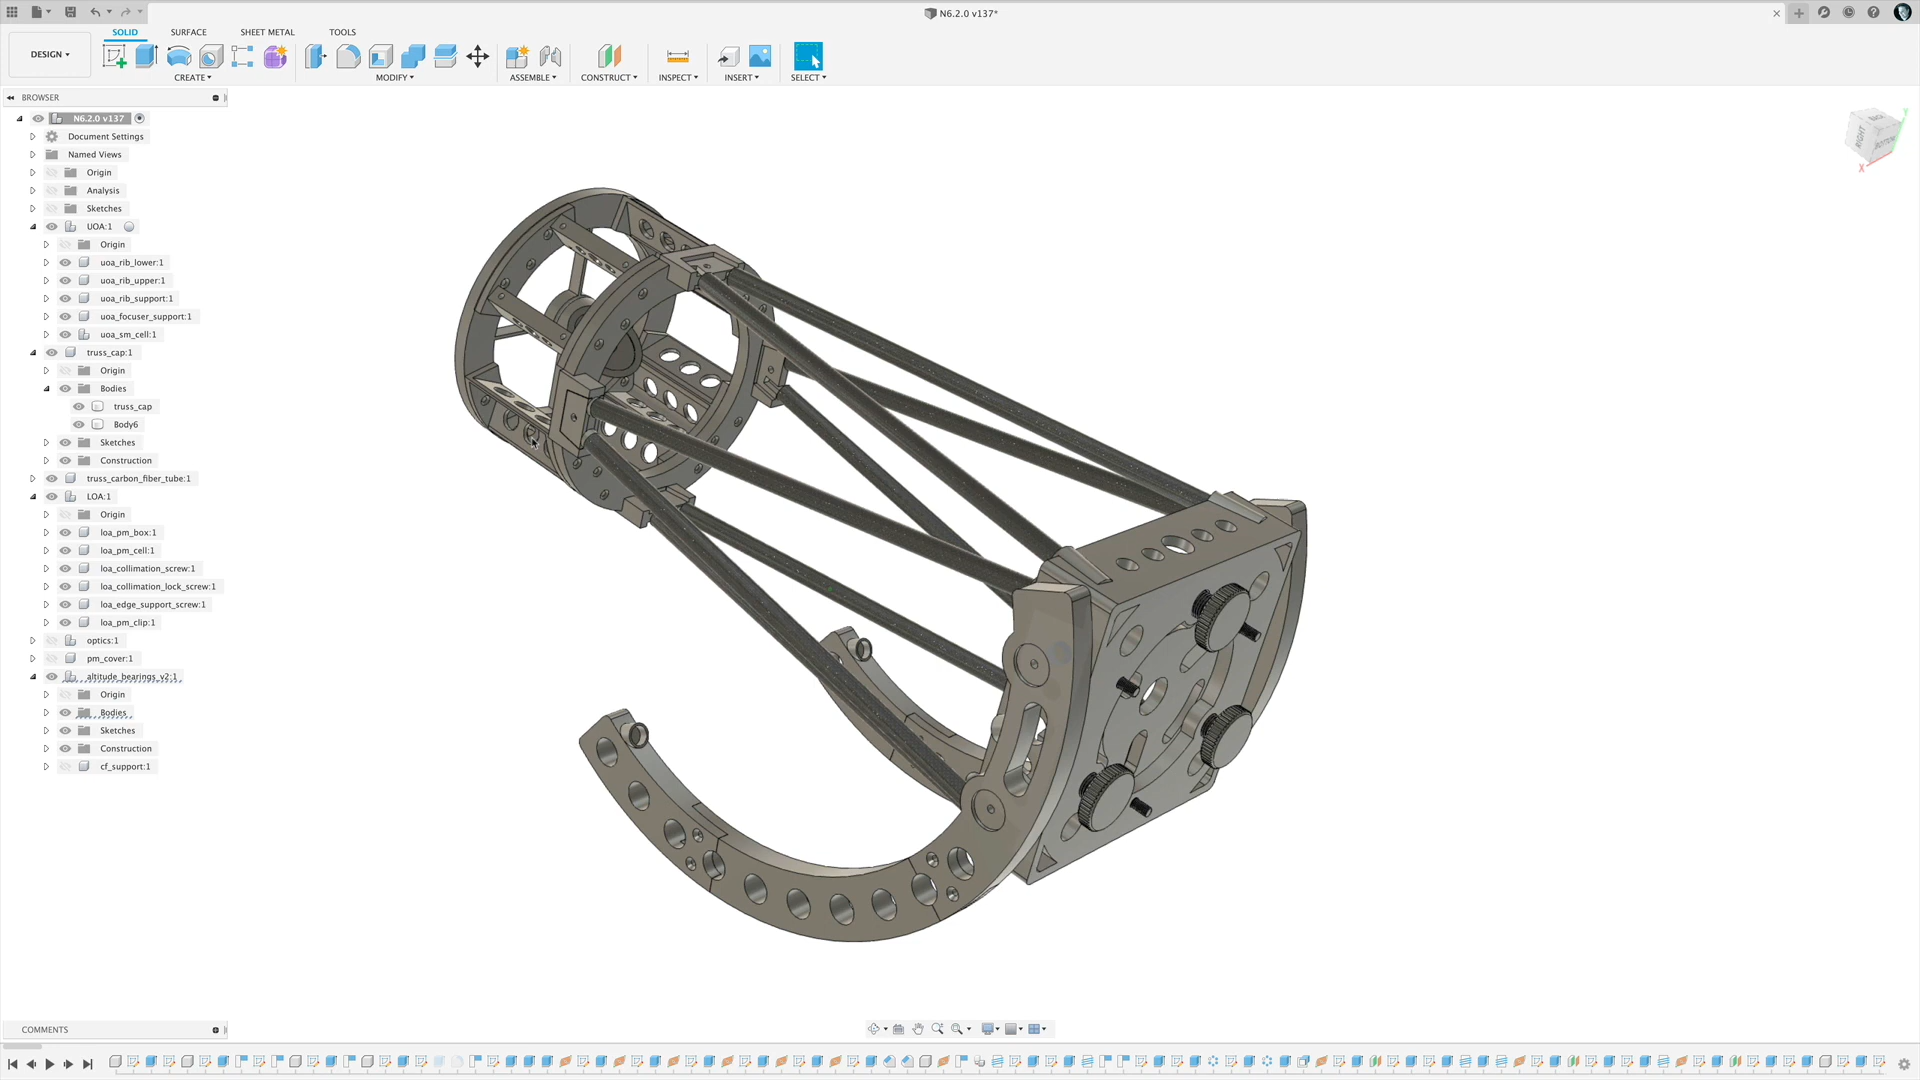 N6.2.0 v137*
SOLID SURFACE SHEET METAL TOOLS
DESIGN
CREATE MODIFY ASSEMBLE CONSTRUCT INSPECT INSERT SELECT
BROWSER
N6.2.0 v137
Document Settings
Named Views
Origin
Analysis
Sketches
UOA:1
Origin
uoa_rib_lower:1
uoa_rib_upper:1
uoa_rib_support:1
uoa_focuser_support:1
uoa_sm_cell:1
truss_cap:1
Origin
Bodies
truss_cap
Body6
Sketches
Construction
truss_carbon_fiber_tube:1
LOA:1
Origin
loa_pm_box:1
loa_pm_cell:1
loa_collimation_screw:1
loa_collimation_lock_screw:1
loa_edge_support_screw:1
loa_pm_clip:1
optics:1
pm_cover:1
altitude_bearings_v2:1
Origin
Bodies
Sketches
Construction
cf_support:1
RIGHT
BOTTOM
Y
X
COMMENTS